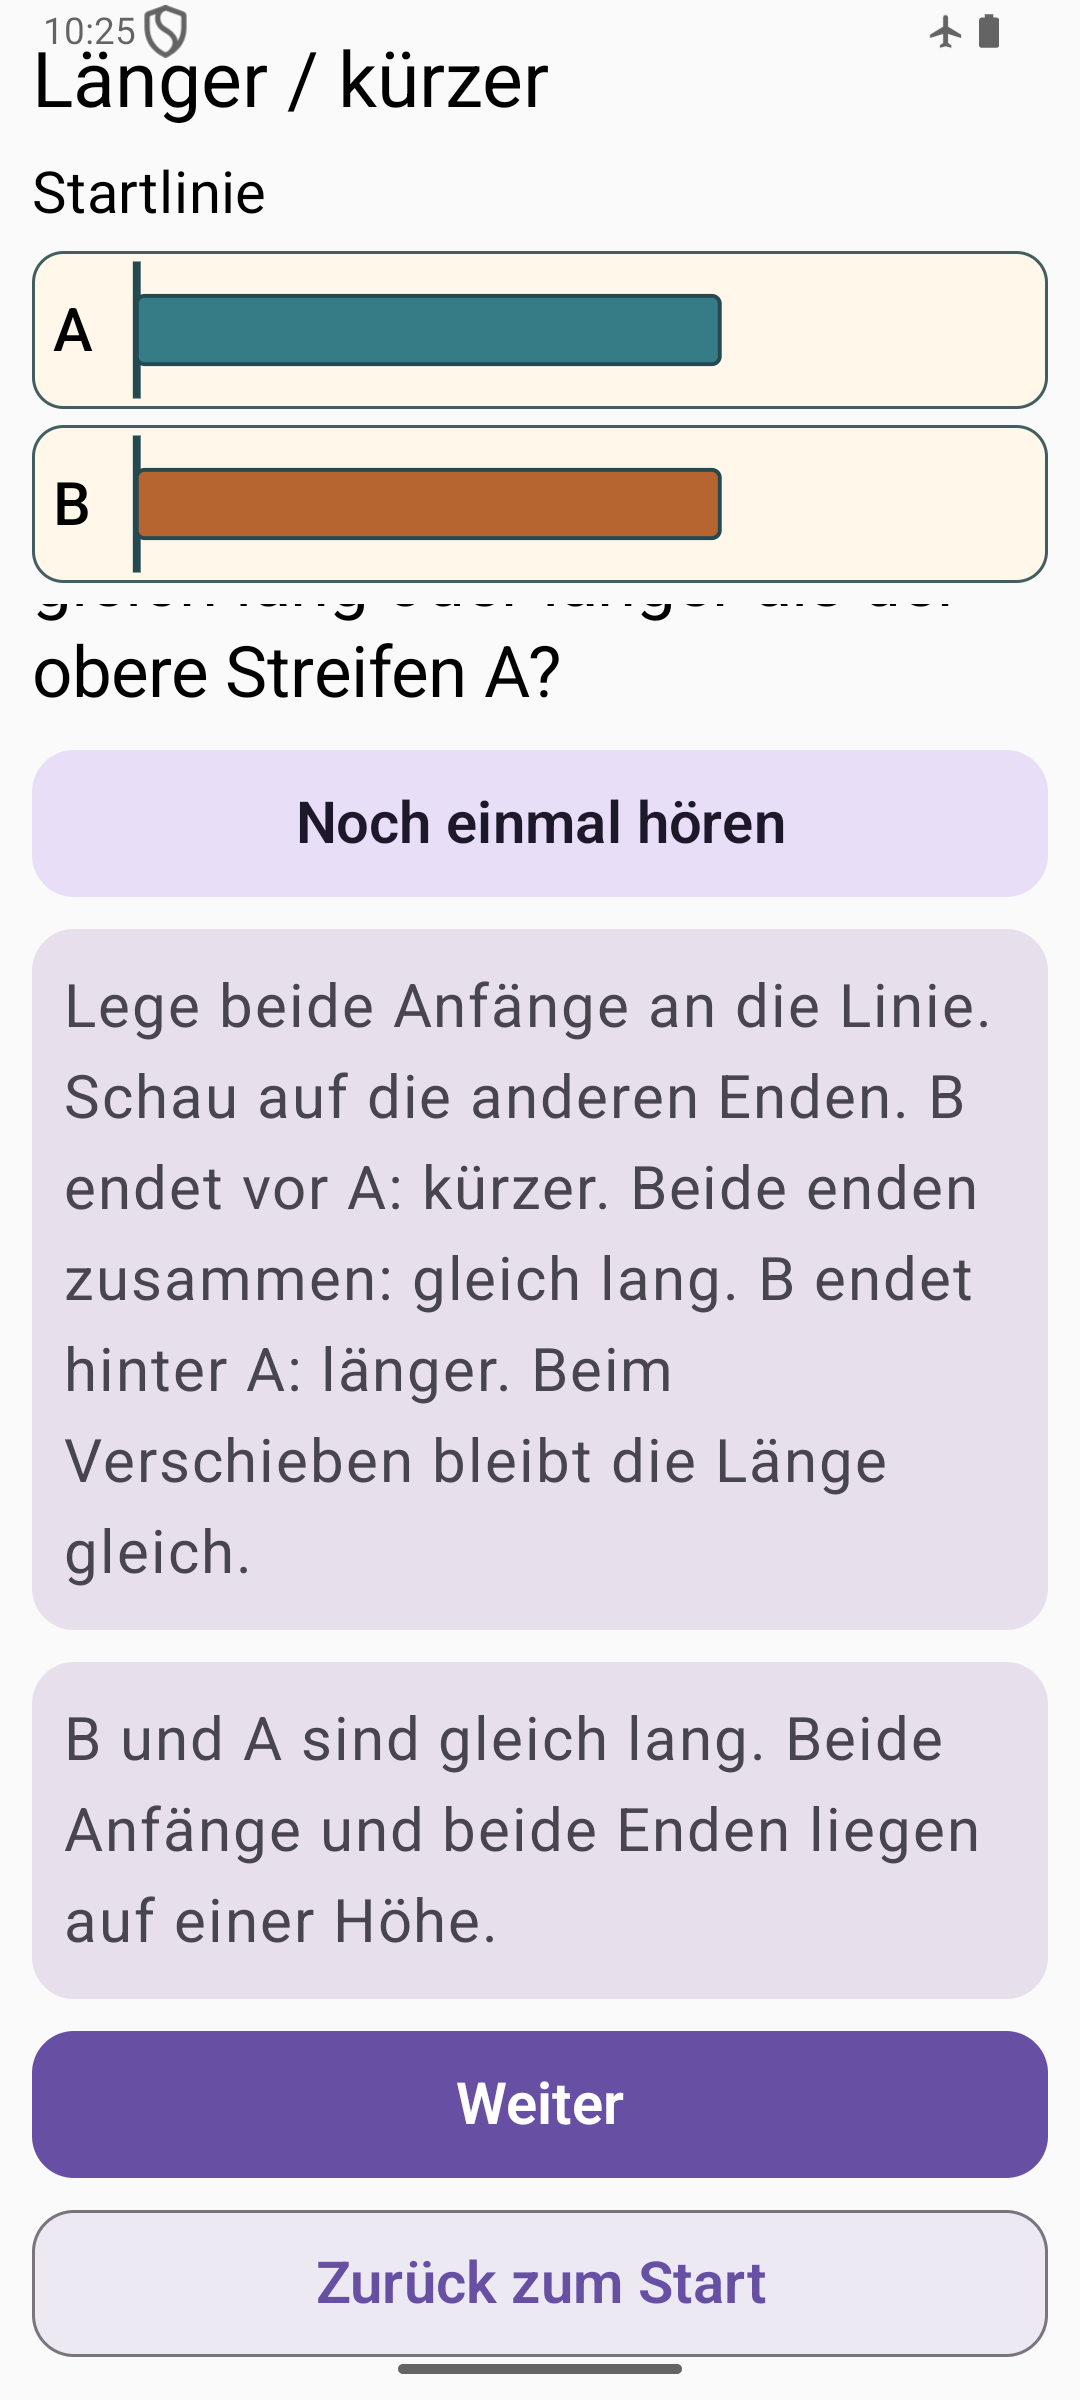 10:25
Länger / kürzer
Startlinie
A
B
obere Streifen A?
Noch einmal hören
Lege beide Anfänge an die Linie.
Schau auf die anderen Enden. B
endet vor A: kürzer. Beide enden
zusammen: gleich lang. B endet
hinter A: länger. Beim
Verschieben bleibt die Länge
gleich.
B und A sind gleich lang. Beide
Anfänge und beide Enden liegen
auf einer Höhe.
Weiter
Zurück zum Start